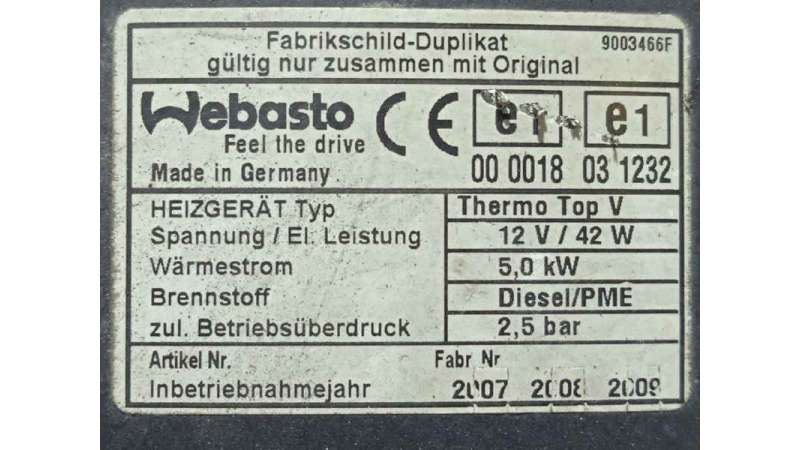 Fabrikschild-Duplikat 9003466F
gültig nur zusammen mit Original
Webasto CE e1 e1
Feel the drive
Made in Germany 00 0018 03 1232
HEIZGERÄT Typ Thermo Top V
Spannung / El. Leistung 12 V / 42 W
Wärmestrom 5,0 kW
Brennstoff Diesel/PME
zul. Betriebsüberdruck 2,5 bar
Artikel Nr. Fabr Nr
Inbetriebnahmejahr 2007 2008 2009